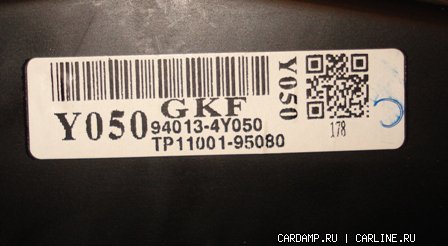 GKF
Y050 94013-4Y050
TP11001-95080
Y050
178
CARDAMP.RU | CARLINE.RU